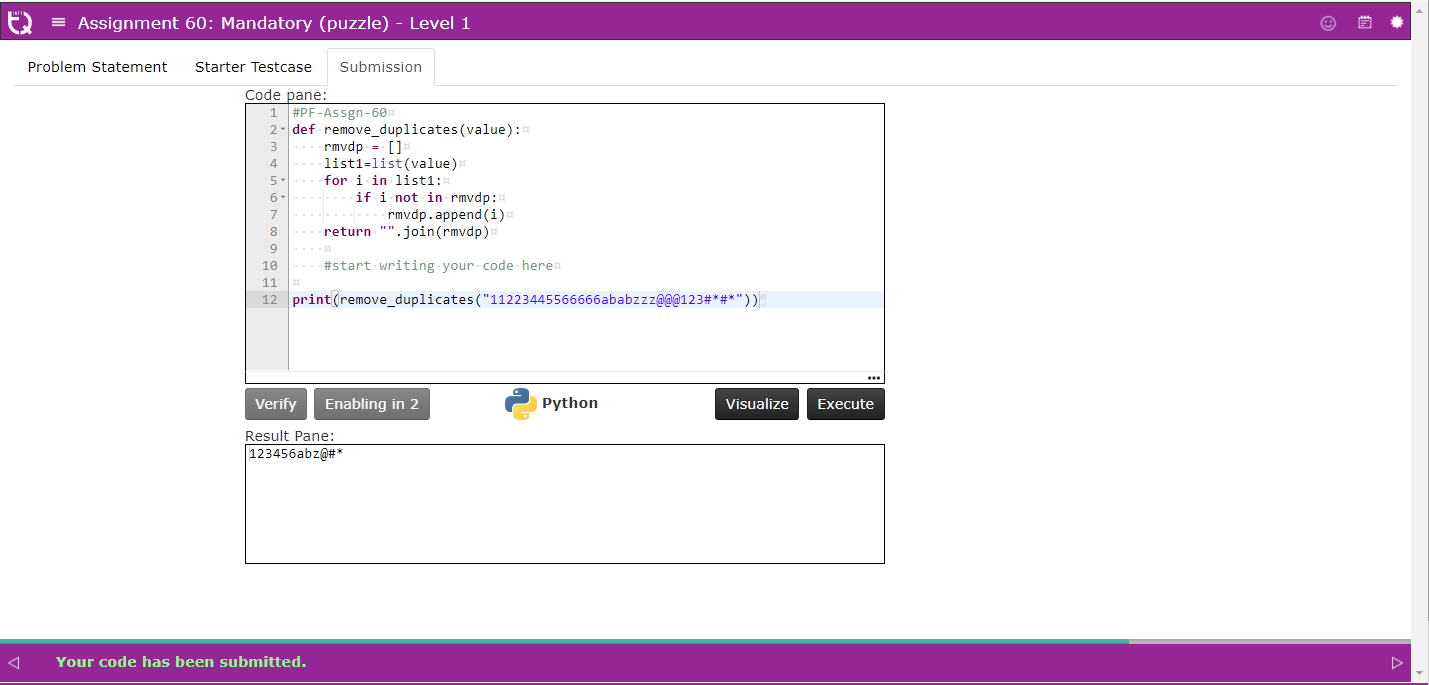 Assignment 60: Mandatory (puzzle) - Level 1
Problem Statement Starter Testcase Submission
Code pane:
1 #PF-Assgn-60
2 def remove_duplicates(value):
3 rmvdp = []
4 list1=list(value)
5 for i in list1:
6 if i not in rmvdp:
7 rmvdp.append(i)
8 return "".join(rmvdp)
9
10 #start writing your code here
11
12 print(remove_duplicates("11223445566666ababzzz@@@123#*#*"))
Verify Enabling in 2 Python Visualize Execute
Result Pane:
123456abz@#*
Your code has been submitted.